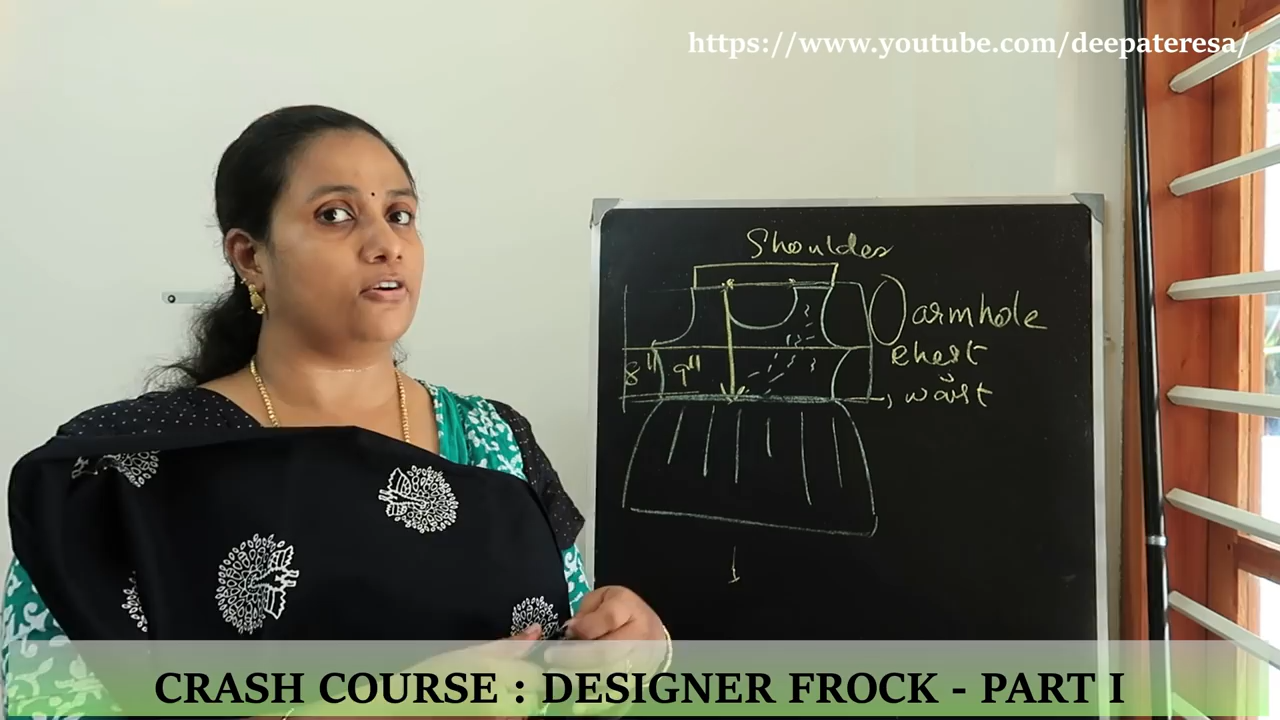 https://www.youtube.com/deepateresa/
Shoulder
armhole
chest
8" 9"
waist
CRASH COURSE : DESIGNER FROCK - PART I